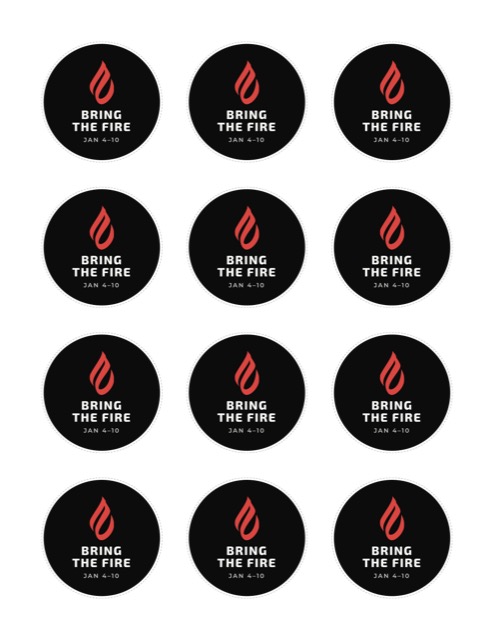 BRING
THE FIRE
JAN 4–10
BRING
THE FIRE
JAN 4–10
BRING
THE FIRE
JAN 4–10
BRING
THE FIRE
JAN 4–10
BRING
THE FIRE
JAN 4–10
BRING
THE FIRE
JAN 4–10
BRING
THE FIRE
JAN 4–10
BRING
THE FIRE
JAN 4–10
BRING
THE FIRE
JAN 4–10
BRING
THE FIRE
JAN 4–10
BRING
THE FIRE
JAN 4–10
BRING
THE FIRE
JAN 4–10